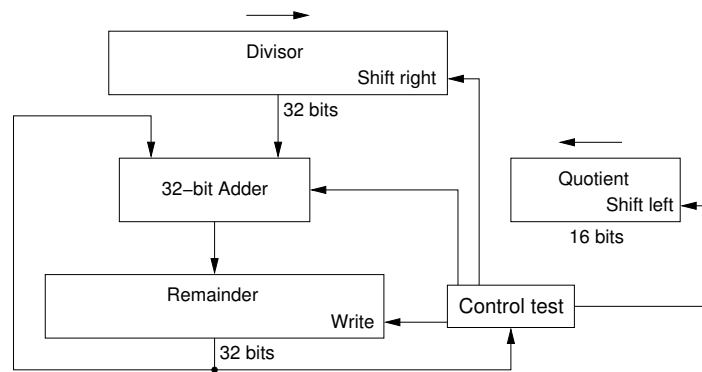 Divisor
Shift right
32 bits
32-bit Adder
Quotient
Shift left
16 bits
Remainder
Write
Control test
32 bits